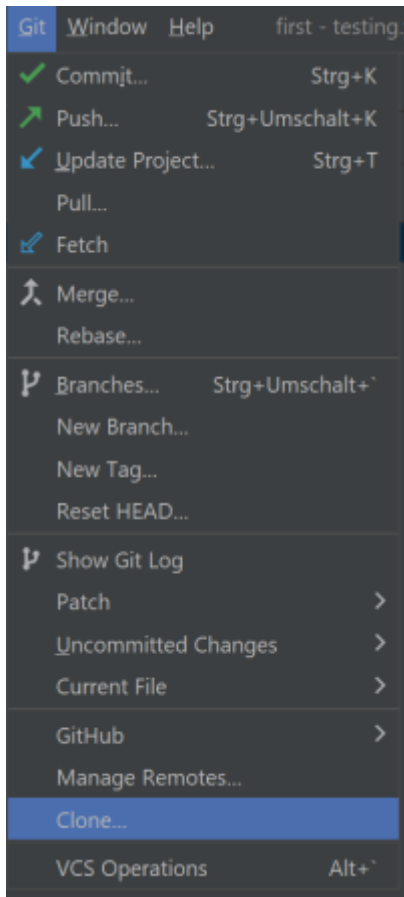 Git Window Help first - testing.
Commit... Strg+K
Push... Strg+Umschalt+K
Update Project... Strg+T
Pull...
Fetch
Merge...
Rebase...
Branches... Strg+Umschalt+`
New Branch...
New Tag...
Reset HEAD...
Show Git Log
Patch
Uncommitted Changes
Current File
GitHub
Manage Remotes...
Clone...
VCS Operations Alt+`